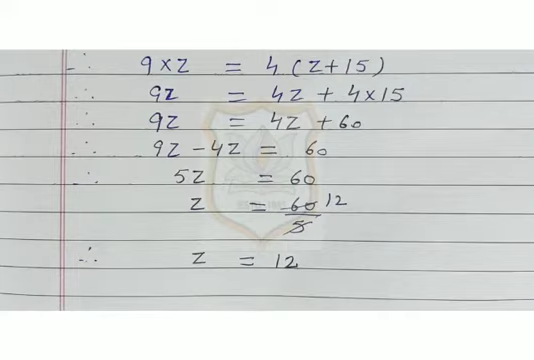 ∴ 9 × z = 4 (z + 15)
∴ 9z = 4z + 4 × 15
∴ 9z = 4z + 60
∴ 9z - 4z = 60
∴ 5z = 60
z = 60/5 12
∴ z = 12